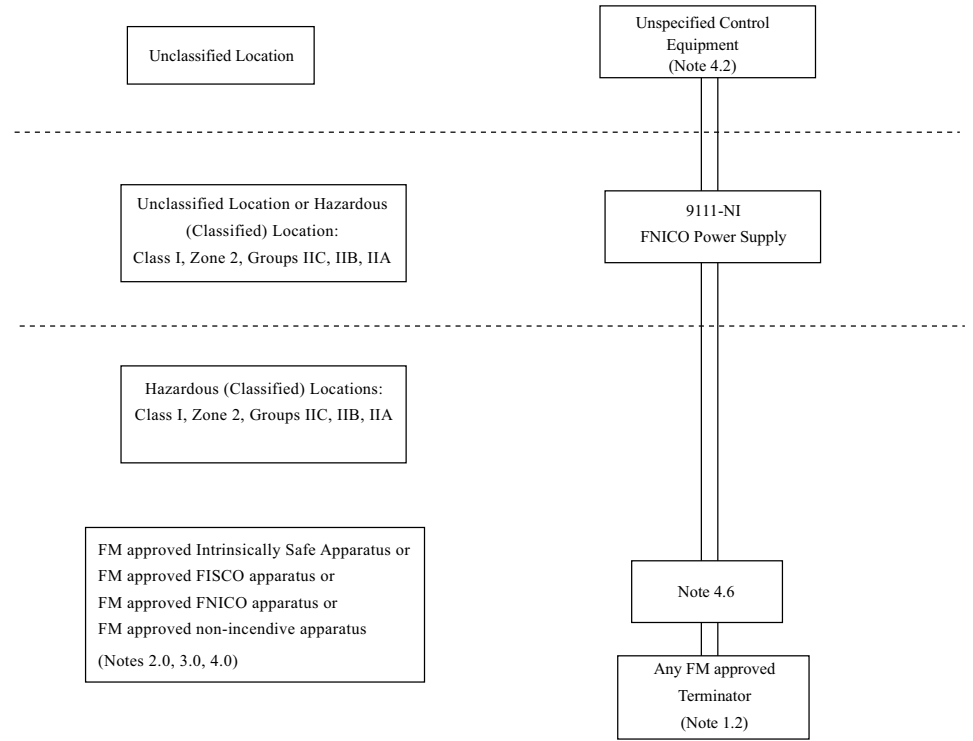 Unclassified Location
Unspecified Control
Equipment
(Note 4.2)
Unclassified Location or Hazardous
(Classified) Location:
Class I, Zone 2, Groups IIC, IIB, IIA
9111-NI
FNICO Power Supply
Hazardous (Classified) Locations:
Class I, Zone 2, Groups IIC, IIB, IIA
FM approved Intrinsically Safe Apparatus or
FM approved FISCO apparatus or
FM approved FNICO apparatus or
FM approved non-incendive apparatus
(Notes 2.0, 3.0, 4.0)
Note 4.6
Any FM approved
Terminator
(Note 1.2)